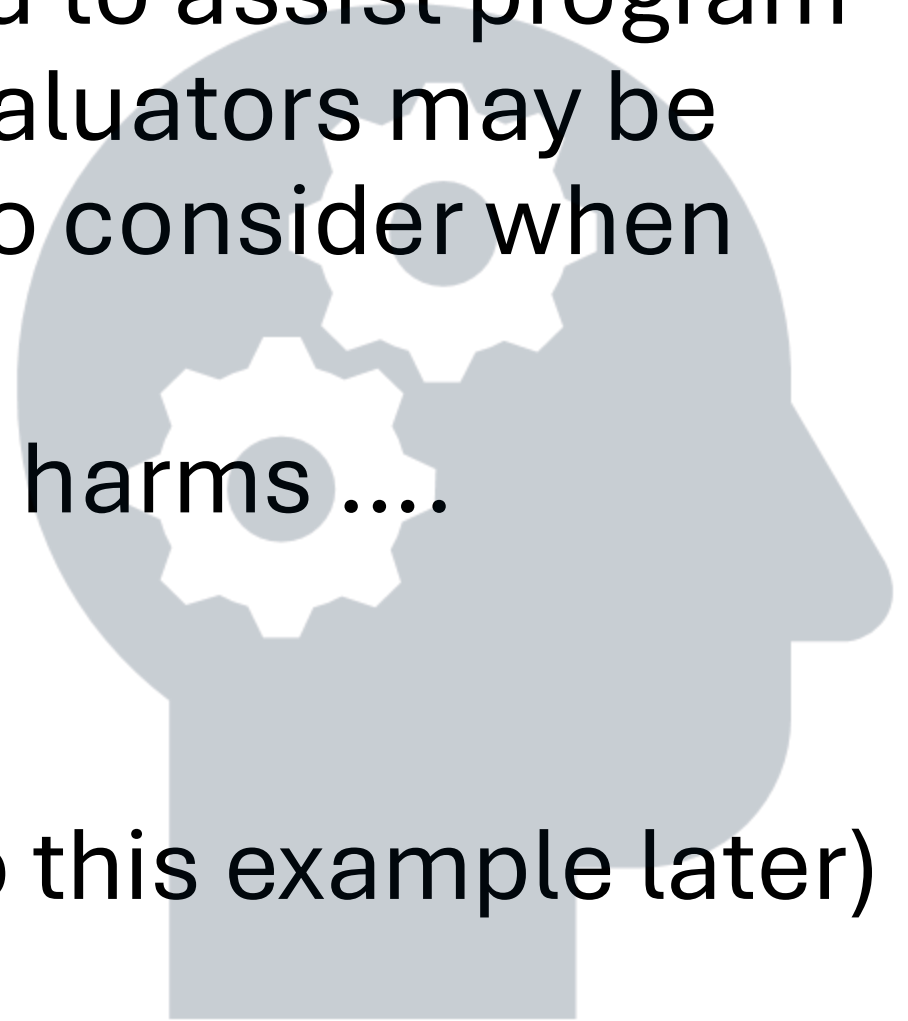 to assist program
aluators may be
o consider when
harms ....
this example later)